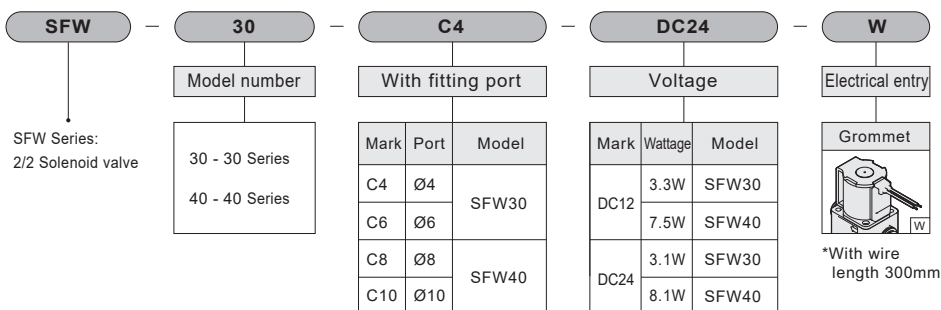 SFW – 30 – C4 – DC24 – W
Model number
With fitting port
Voltage
Electrical entry
SFW Series:
2/2 Solenoid valve
30 - 30 Series
40 - 40 Series
Mark Port Model
C4 Ø4 SFW30
C6 Ø6
C8 Ø8 SFW40
C10 Ø10
Mark Wattage Model
DC12 3.3W SFW30
7.5W SFW40
DC24 3.1W SFW30
8.1W SFW40
Grommet
W
*With wire
length 300mm